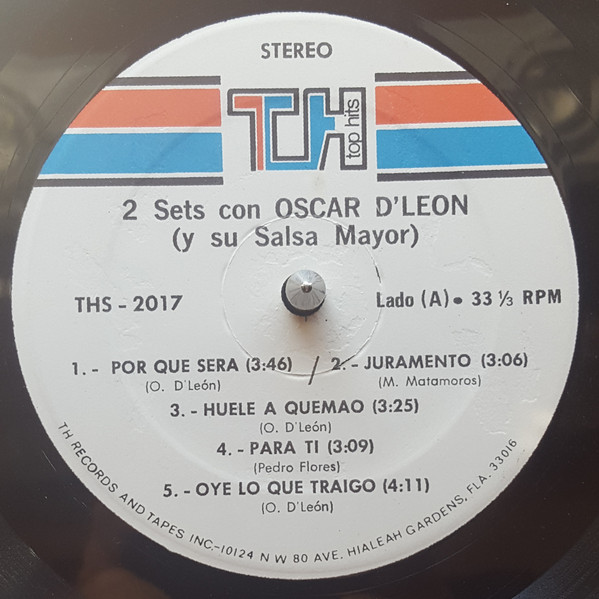 STEREO
TH
top hits
2 Sets con OSCAR D'LEON
(y su Salsa Mayor)
THS - 2017
Lado (A) • 33 ⅓ RPM
1. - POR QUE SERA (3:46) / 2. - JURAMENTO (3:06)
(O. D'León) (M. Matamoros)
3. - HUELE A QUEMAO (3:25)
(O. D'León)
4. - PARA TI (3:09)
(Pedro Flores)
5. - OYE LO QUE TRAIGO (4:11)
(O. D'León)
TH RECORDS AND TAPES INC.-10124 N W 80 AVE. HIALEAH GARDENS, FLA. 33016